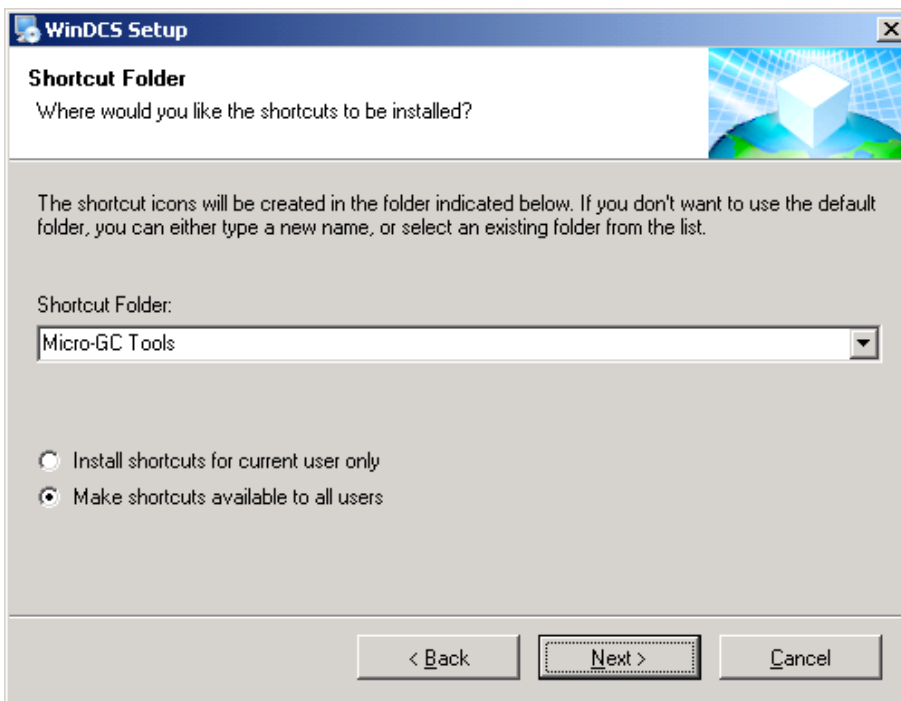 WinDCS Setup
Shortcut Folder
Where would you like the shortcuts to be installed?
The shortcut icons will be created in the folder indicated below. If you don't want to use the default
folder, you can either type a new name, or select an existing folder from the list.
Shortcut Folder:
Micro-GC Tools
Install shortcuts for current user only
Make shortcuts available to all users
< Back Next > Cancel